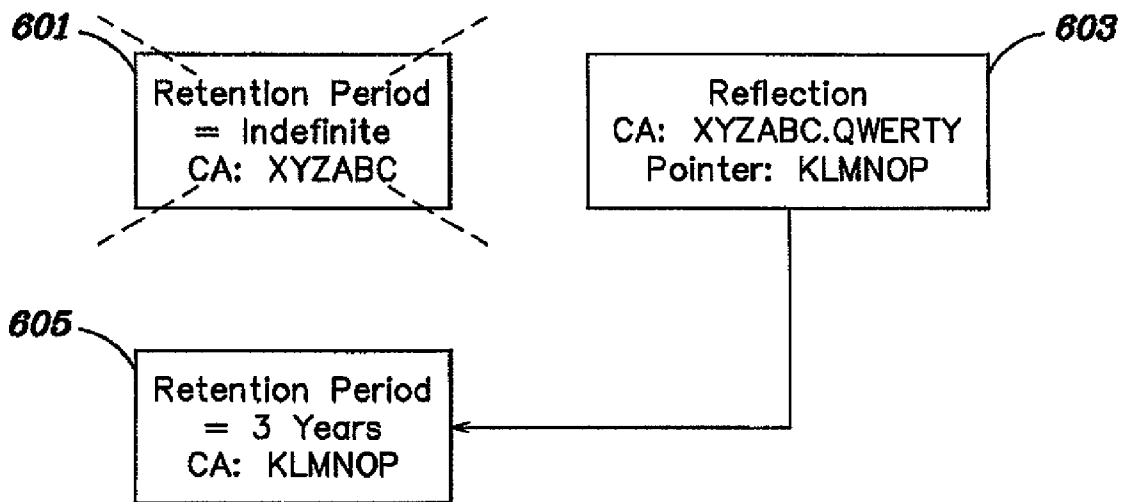 601
Retention Period
= Indefinite
CA: XYZABC
603
Reflection
CA: XYZABC.QWERTY
Pointer: KLMNOP
605
Retention Period
= 3 Years
CA: KLMNOP